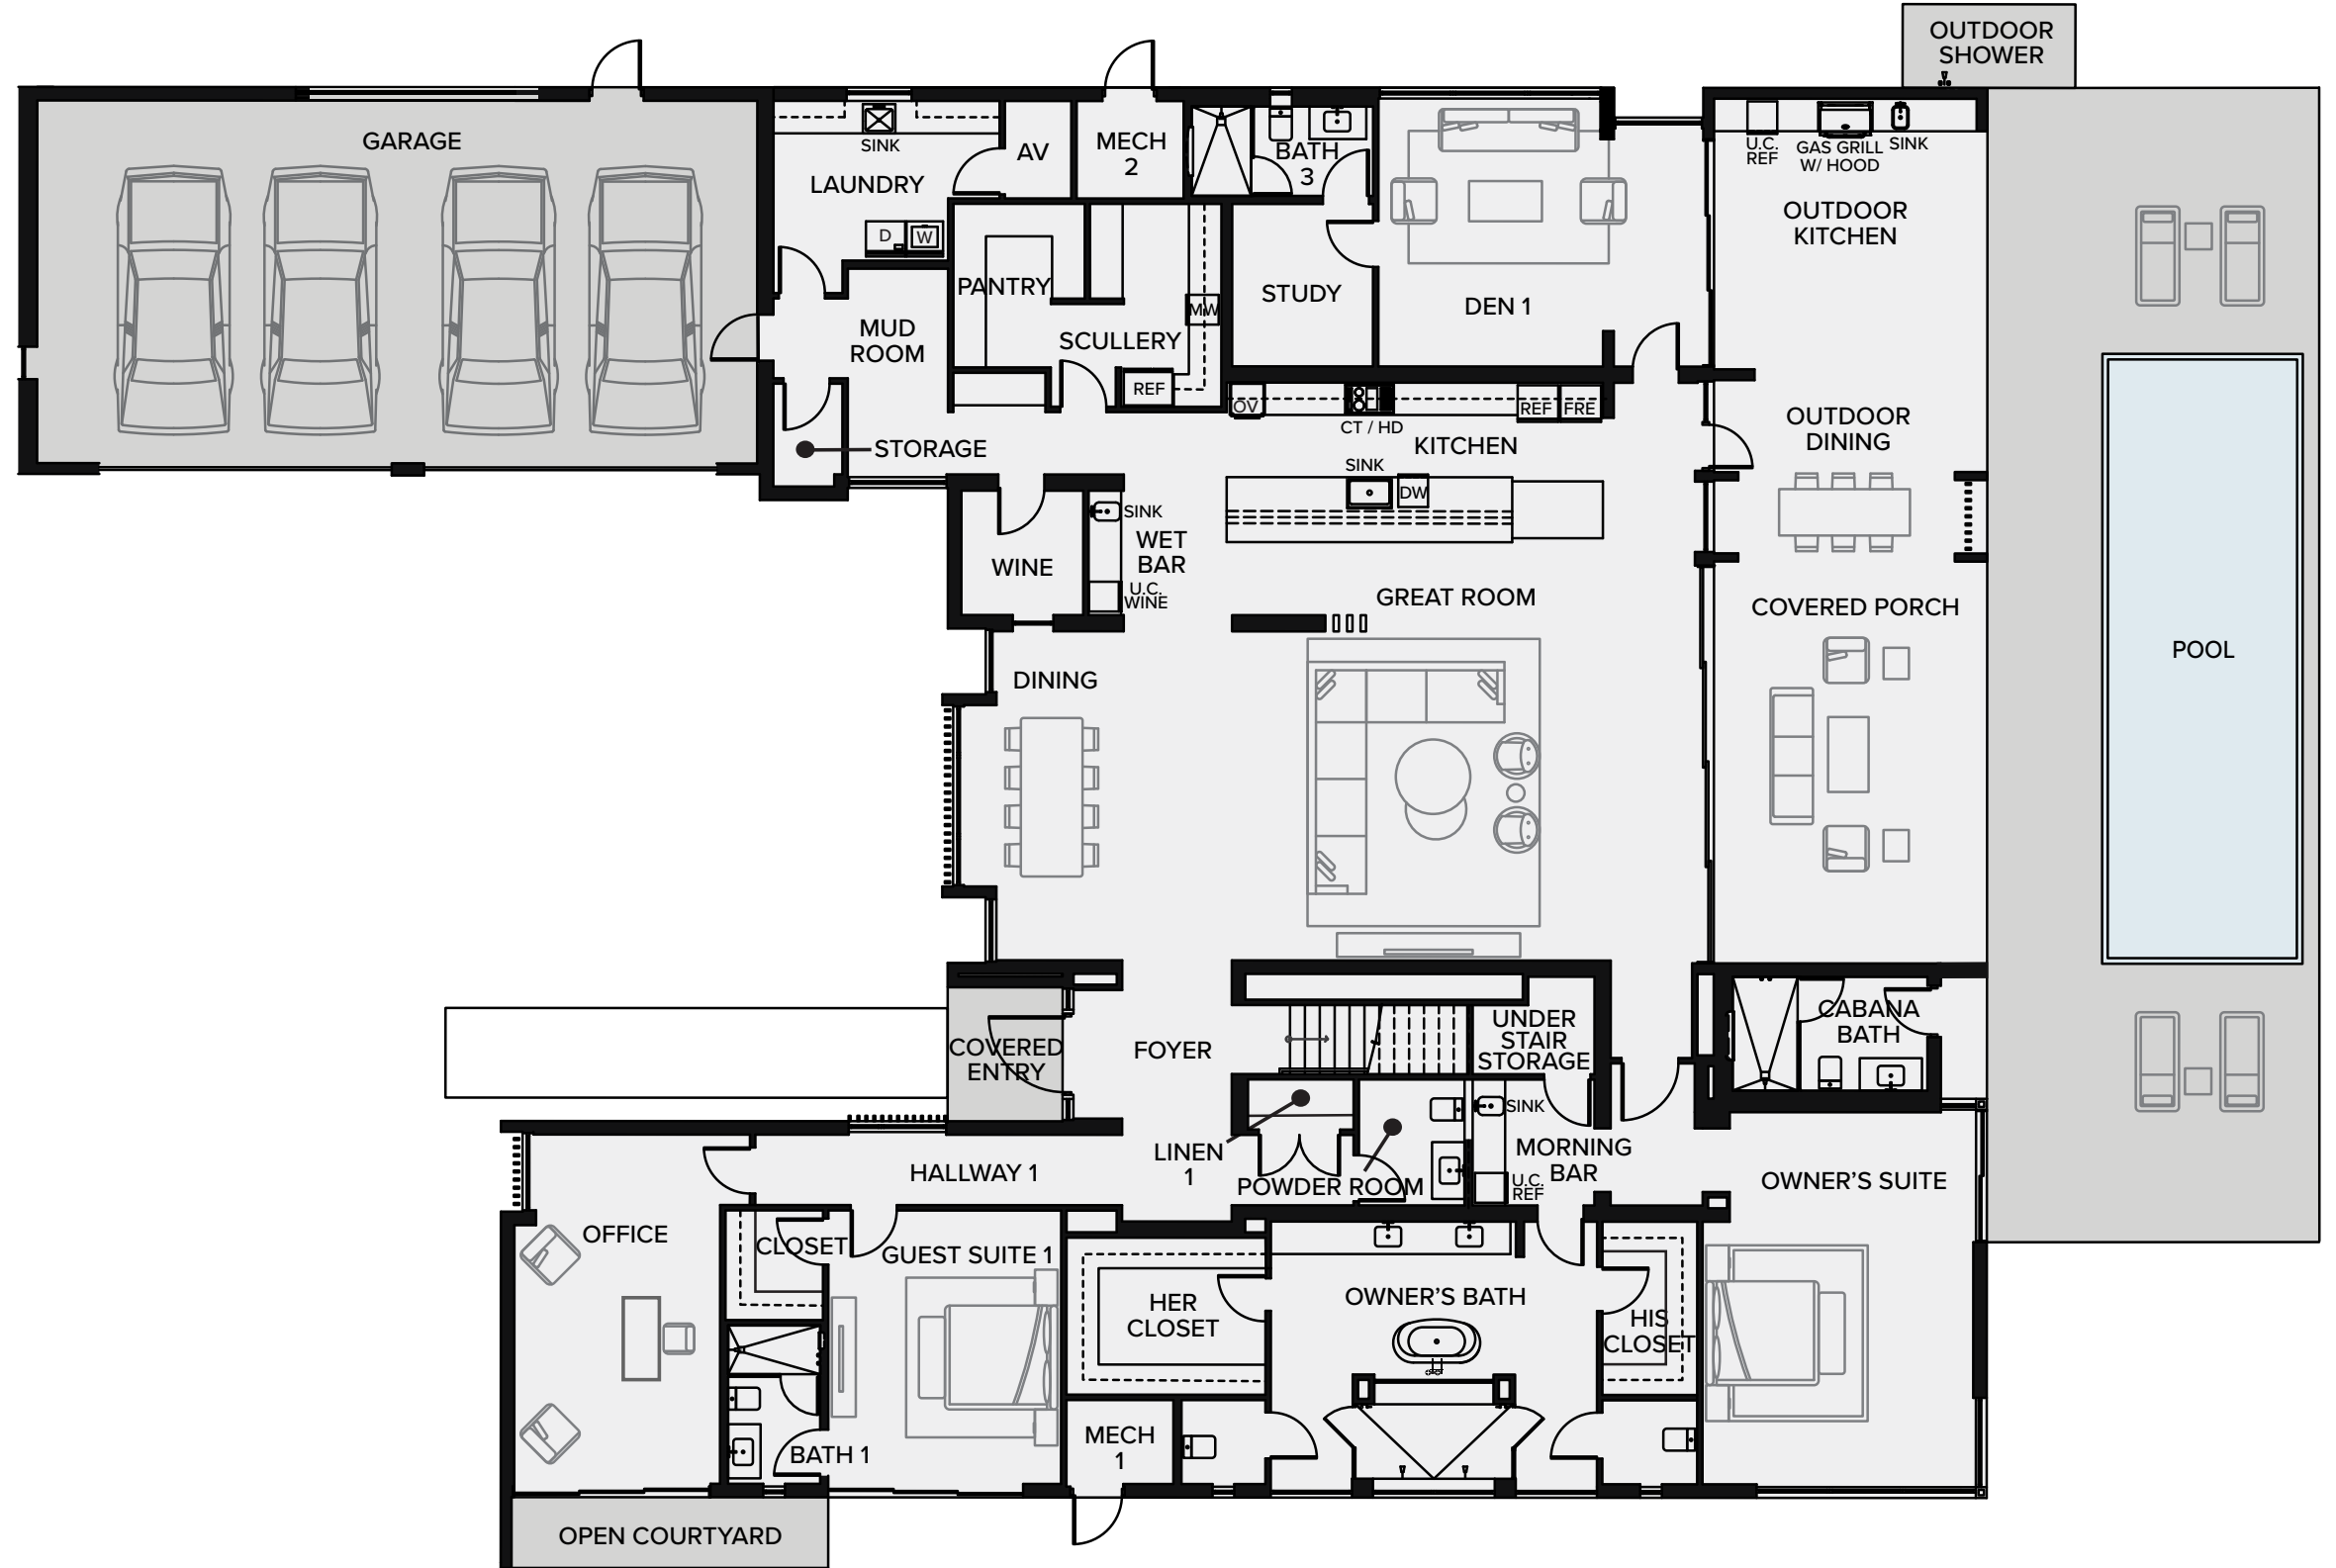 OUTDOOR
SHOWER
GARAGE
SINK
LAUNDRY
D
W
AV
MECH
2
BATH
3
U.C.
REF
GAS GRILL
W/ HOOD
SINK
OUTDOOR
KITCHEN
PANTRY
MUD
ROOM
SCULLERY
MW
REF
STUDY
DEN 1
STORAGE
OV
CT / HD
REF
FRE
KITCHEN
SINK
DW
OUTDOOR
DINING
WINE
SINK
WET
BAR
U.C.
WINE
GREAT ROOM
COVERED PORCH
POOL
DINING
COVERED
ENTRY
FOYER
UNDER
STAIR
STORAGE
CABANA
BATH
LINEN
1
POWDER ROOM
SINK
MORNING
BAR
U.C.
REF
HALLWAY 1
OWNER'S SUITE
OFFICE
CLOSET
GUEST SUITE 1
HER
CLOSET
OWNER'S BATH
HIS
CLOSET
BATH 1
MECH
1
OPEN COURTYARD